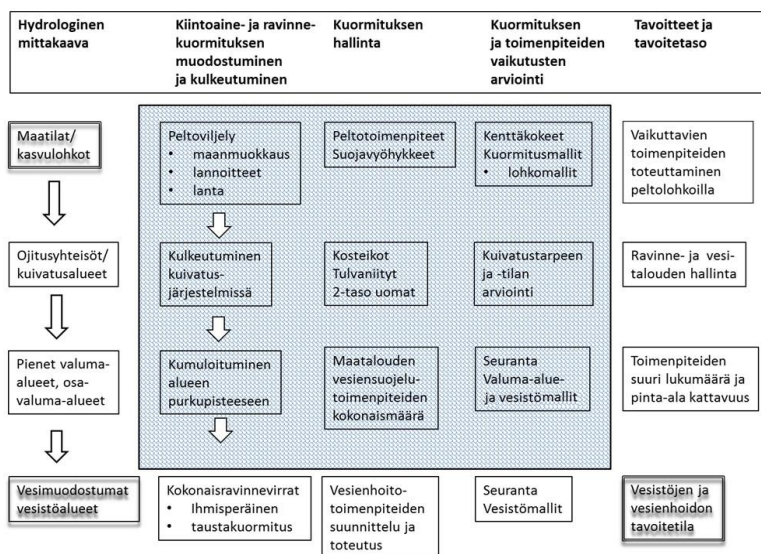 Hydrologinen
mittakaava
Kiintoaine- ja ravinne-
kuormituksen
muodostuminen
ja kulkeutuminen
Kuormituksen
hallinta
Kuormituksen
ja toimenpiteiden
vaikutusten
arviointi
Tavoitteet ja
tavoitetaso
Maatilat/
kasvulohkot
Peltoviljely
• maanmuokkaus
• lannoitteet
• lanta
Peltotoimenpiteet
Suojavyöhykkeet
Kenttäkokeet
Kuormitusmallit
• lohkomallit
Vaikuttavien
toimenpiteiden
toteuttaminen
peltolohkoilla
Ojitusyhteisöt/
kuivatusalueet
Kulkeutuminen
kuivatus-
järjestelmissä
Kosteikot
Tulvaniityt
2-taso uomat
Kuivatustarpeen
ja -tilan
arviointi
Ravinne- ja vesi-
talouden hallinta
Pienet valuma-
alueet, osa-
valuma-alueet
Kumuloituminen
alueen
purkupisteeseen
Maatalouden
vesiensuojelu-
toimenpiteiden
kokonaismäärä
Seuranta
Valuma-alue-
ja vesistömallit
Toimenpiteiden
suuri lukumäärä ja
pinta-ala kattavuus
Vesimuodostumat
vesistöalueet
Kokonaisravinnevirrat
• Ihmisperäinen
• taustakuormitus
Vesienhoito-
toimenpiteiden
suunnittelu ja
toteutus
Seuranta
Vesistömallit
Vesistöjen ja
vesienhoidon
tavoitetila